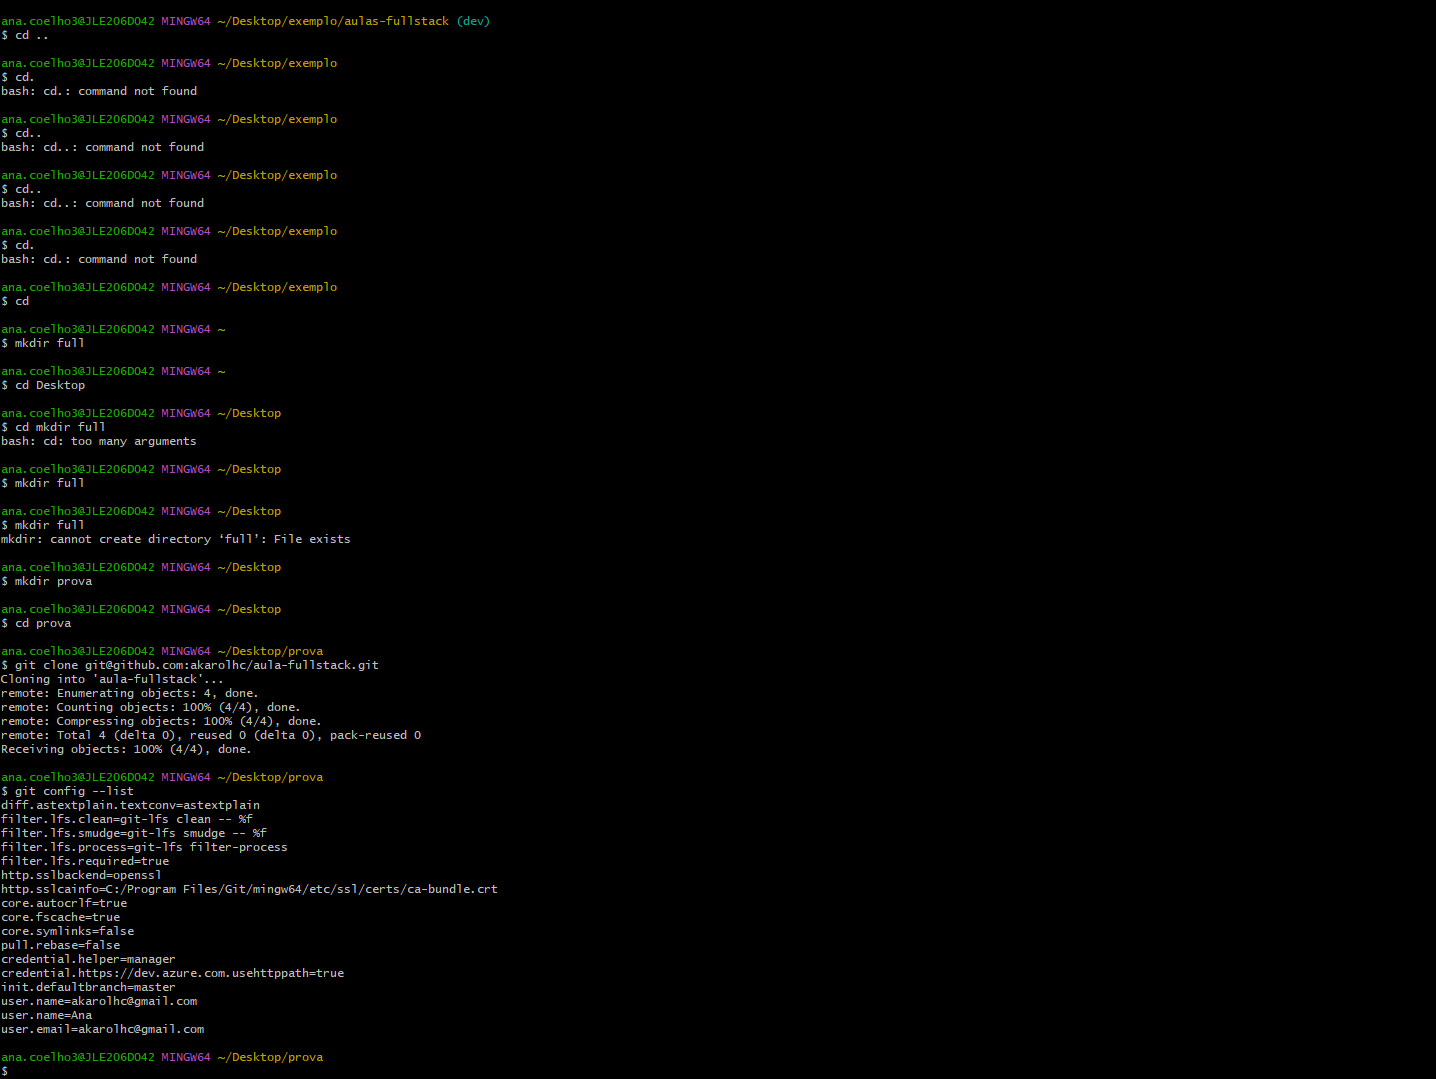 ana.coelho3@JLE206D042 MINGW64 ~/Desktop/exemplo/aulas-fullstack (dev)
$ cd ..
ana.coelho3@JLE206D042 MINGW64 ~/Desktop/exemplo
$ cd.
bash: cd.: command not found
ana.coelho3@JLE206D042 MINGW64 ~/Desktop/exemplo
$ cd..
bash: cd..: command not found
ana.coelho3@JLE206D042 MINGW64 ~/Desktop/exemplo
$ cd..
bash: cd..: command not found
ana.coelho3@JLE206D042 MINGW64 ~/Desktop/exemplo
$ cd.
bash: cd.: command not found
ana.coelho3@JLE206D042 MINGW64 ~/Desktop/exemplo
$ cd
ana.coelho3@JLE206D042 MINGW64 ~
$ mkdir full
ana.coelho3@JLE206D042 MINGW64 ~
$ cd Desktop
ana.coelho3@JLE206D042 MINGW64 ~/Desktop
$ cd mkdir full
bash: cd: too many arguments
ana.coelho3@JLE206D042 MINGW64 ~/Desktop
$ mkdir full
ana.coelho3@JLE206D042 MINGW64 ~/Desktop
$ mkdir full
mkdir: cannot create directory ‘full’: File exists
ana.coelho3@JLE206D042 MINGW64 ~/Desktop
$ mkdir prova
ana.coelho3@JLE206D042 MINGW64 ~/Desktop
$ cd prova
ana.coelho3@JLE206D042 MINGW64 ~/Desktop/prova
$ git clone git@github.com:akarolhc/aula-fullstack.git
Cloning into 'aula-fullstack'...
remote: Enumerating objects: 4, done.
remote: Counting objects: 100% (4/4), done.
remote: Compressing objects: 100% (4/4), done.
remote: Total 4 (delta 0), reused 0 (delta 0), pack-reused 0
Receiving objects: 100% (4/4), done.
ana.coelho3@JLE206D042 MINGW64 ~/Desktop/prova
$ git config --list
diff.astextplain.textconv=astextplain
filter.lfs.clean=git-lfs clean -- %f
filter.lfs.smudge=git-lfs smudge -- %f
filter.lfs.process=git-lfs filter-process
filter.lfs.required=true
http.sslbackend=openssl
http.sslcainfo=C:/Program Files/Git/mingw64/etc/ssl/certs/ca-bundle.crt
core.autocrlf=true
core.fscache=true
core.symlinks=false
pull.rebase=false
credential.helper=manager
credential.https://dev.azure.com.usehttppath=true
init.defaultbranch=master
user.name=akarolhc@gmail.com
user.name=Ana
user.email=akarolhc@gmail.com
ana.coelho3@JLE206D042 MINGW64 ~/Desktop/prova
$